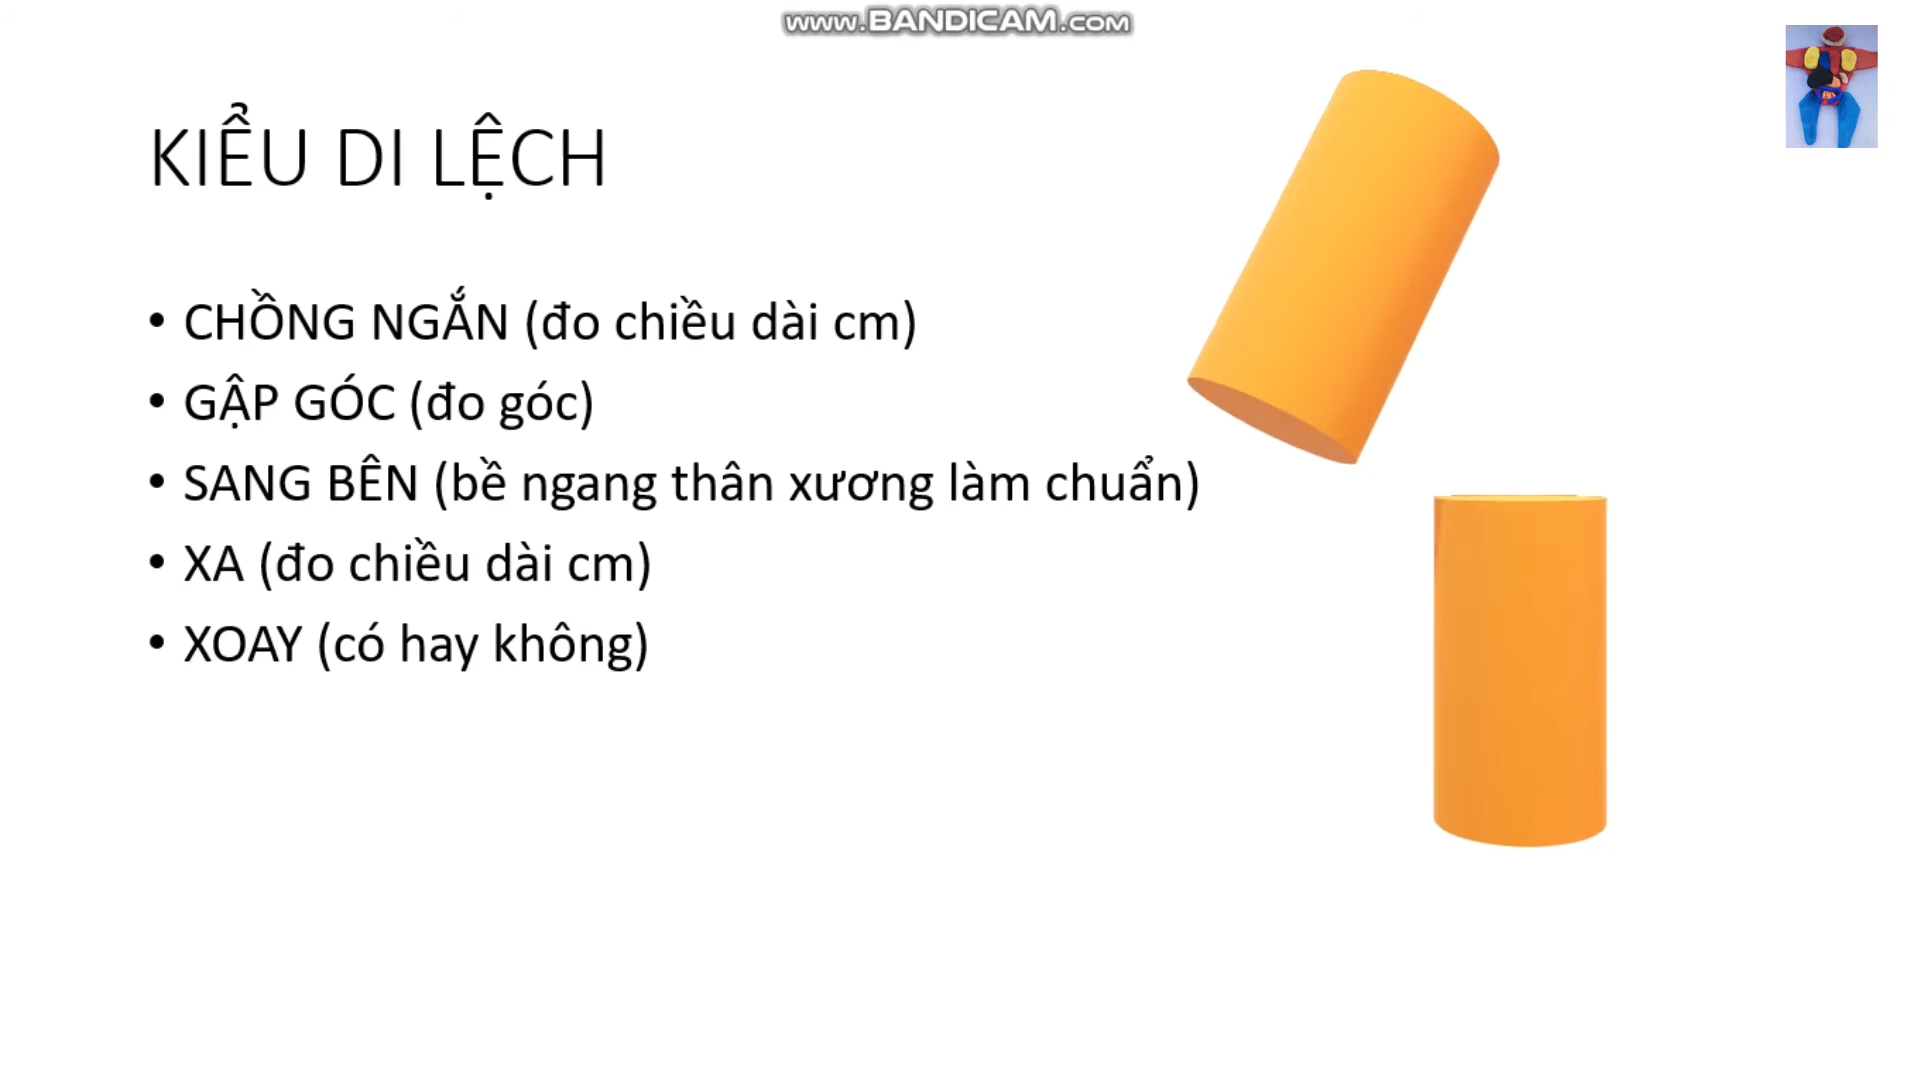 www.BANDICAM.com
KIỂU DI LỆCH
• CHỒNG NGẮN (đo chiều dài cm)
• GẬP GÓC (đo góc)
• SANG BÊN (bề ngang thân xương làm chuẩn)
• XA (đo chiều dài cm)
• XOAY (có hay không)